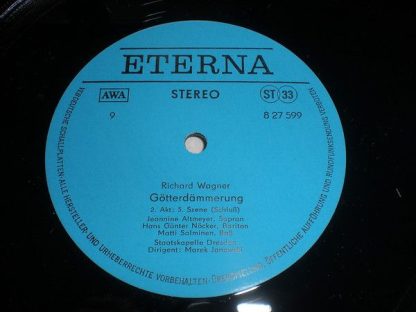 ETERNA
AWA STEREO ST 33
9 8 27 599
Richard Wagner
Götterdämmerung
2. Akt: 5. Szene (Schluß)
Jeannine Altmeyer, Sopran
Hans Günter Nöcker, Bariton
Matti Salminen, Baß
Staatskapelle Dresden
Dirigent: Marek Janowski
VEB DEUTSCHE SCHALLPLATTEN · ALLE HERSTELLER- UND URHEBERRECHTE VORBEHALTEN · ÖFFENTLICHE AUFFÜHRUNG UND RUNDFUNKSENDUNG VERBOTEN